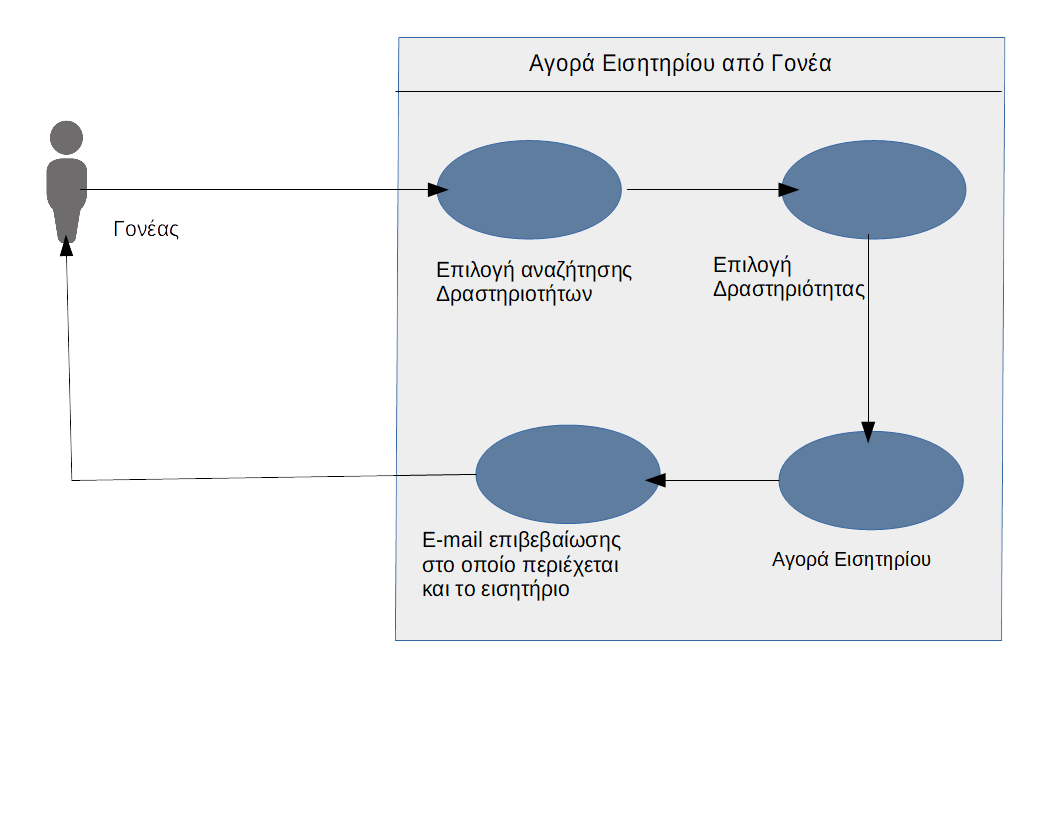 Αγορά Εισητηρίου από Γονέα
Γονέας
Επιλογή αναζήτησης
Δραστηριοτήτων
Επιλογή
Δραστηριότητας
E-mail επιβεβαίωσης
στο οποίο περιέχεται
και το εισητήριο
Αγορά Εισητηρίου